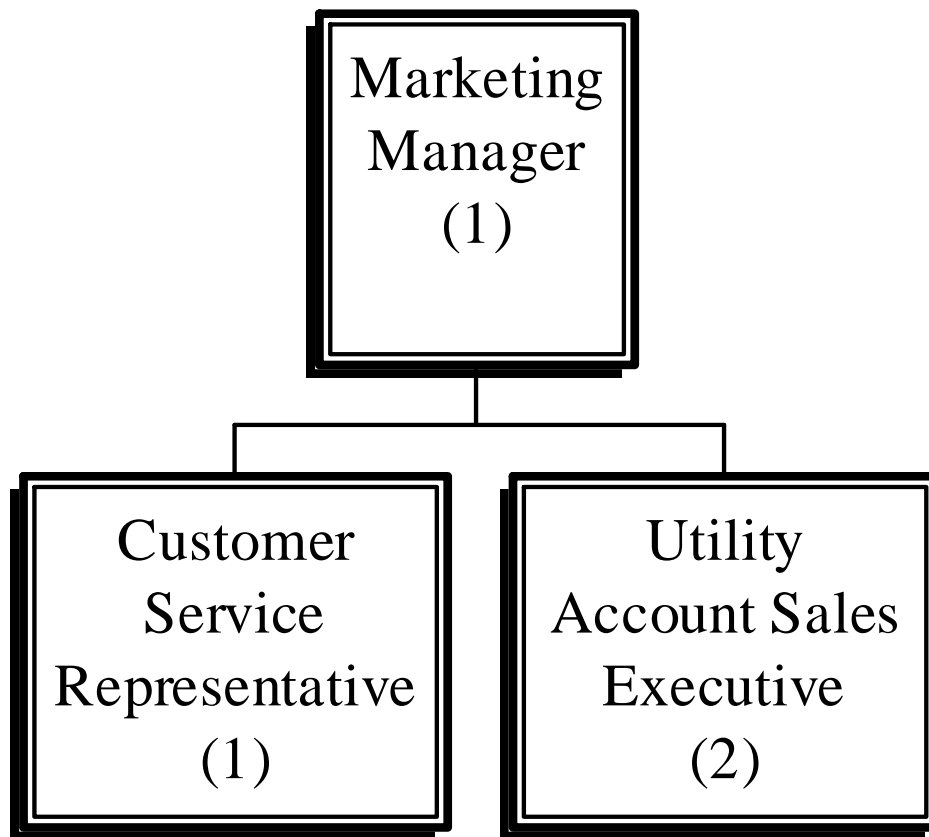 Marketing
Manager
(1)
Customer
Service
Representative
(1)
Utility
Account Sales
Executive
(2)